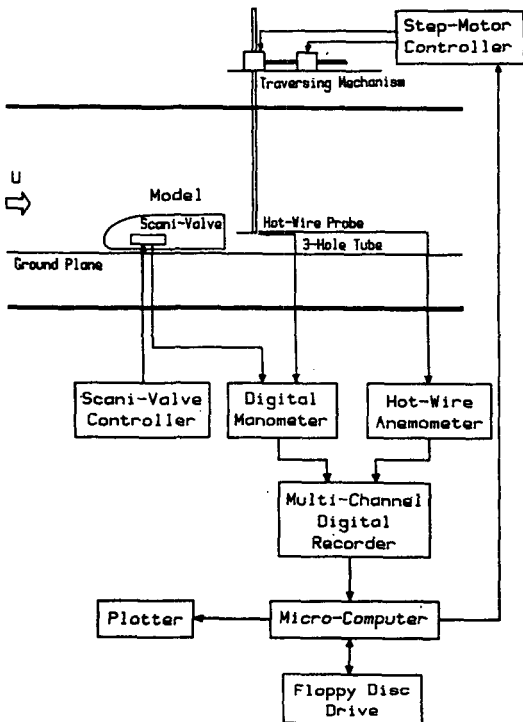 Step-Motor
Controller
Traversing Mechanism
U
Model
Scani-Valve
Hot-Wire Probe
3-Hole Tube
Ground Plane
Scani-Valve
Controller
Digital
Manometer
Hot-Wire
Anemometer
Multi-Channel
Digital
Recorder
Plotter
Micro-Computer
Floppy Disc
Drive